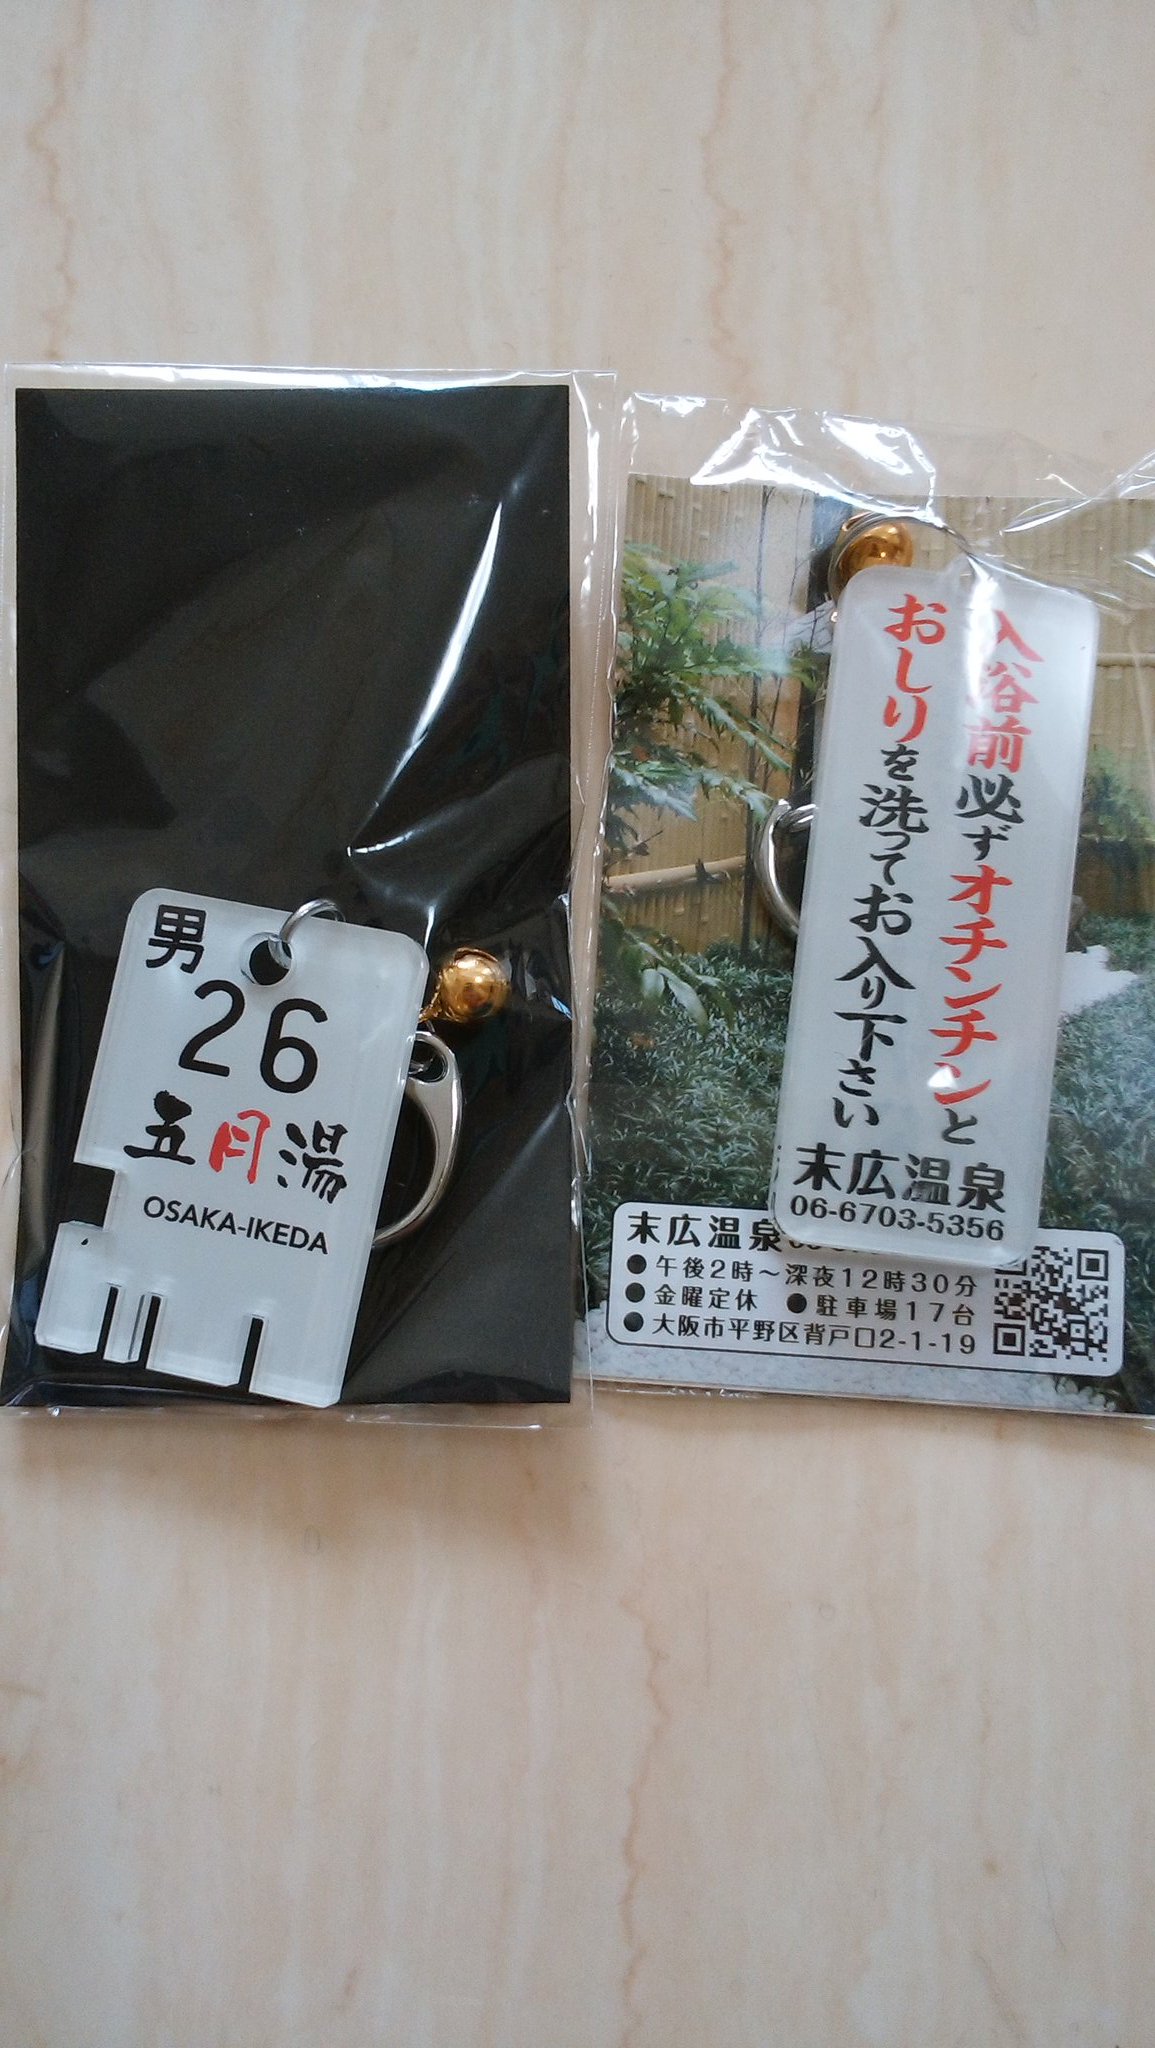 男
26
五月湯
OSAKA-IKEDA
入浴前必ずオチンチンと
おしりを洗ってお入り下さい
末広温泉
06-6703-5356
末広温泉
●午後2時～深夜12時30分
●金曜定休 ●駐車場17台
●大阪市平野区背戸口2-1-19